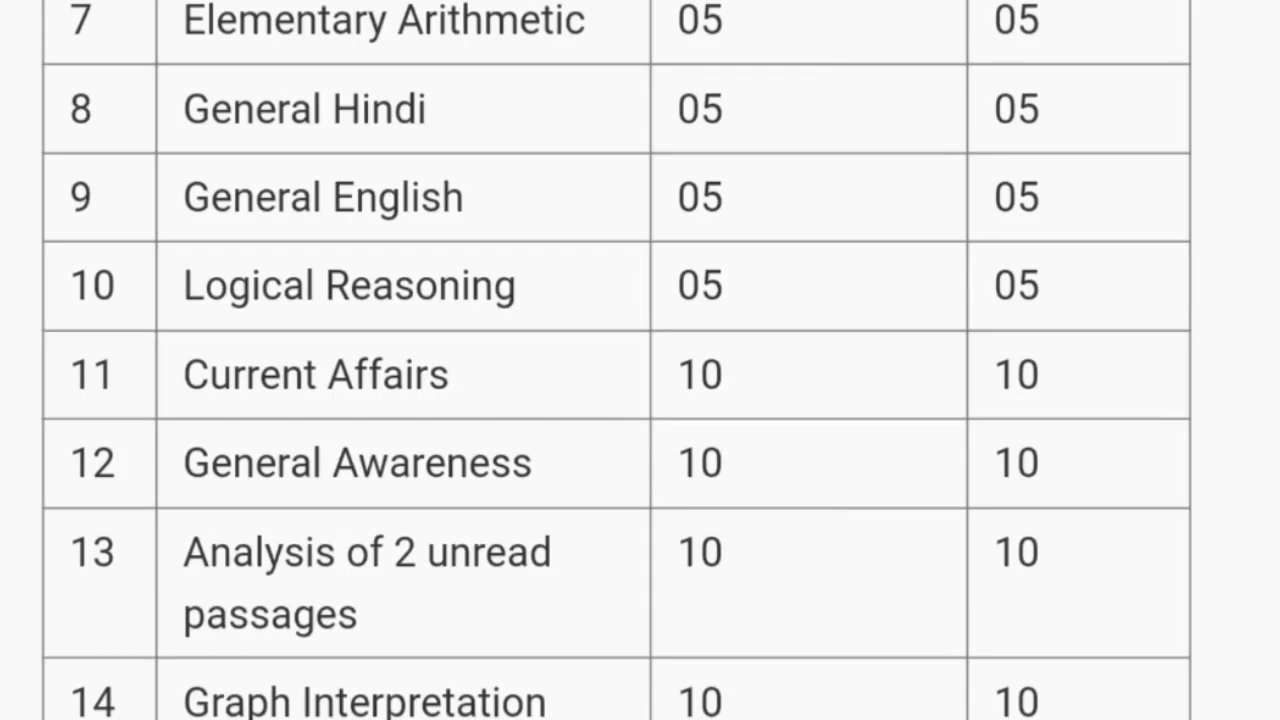 7 Elementary Arithmetic 05 05
8 General Hindi 05 05
9 General English 05 05
10 Logical Reasoning 05 05
11 Current Affairs 10 10
12 General Awareness 10 10
13 Analysis of 2 unread 10 10
passages
14 Graph Interpretation 10 10